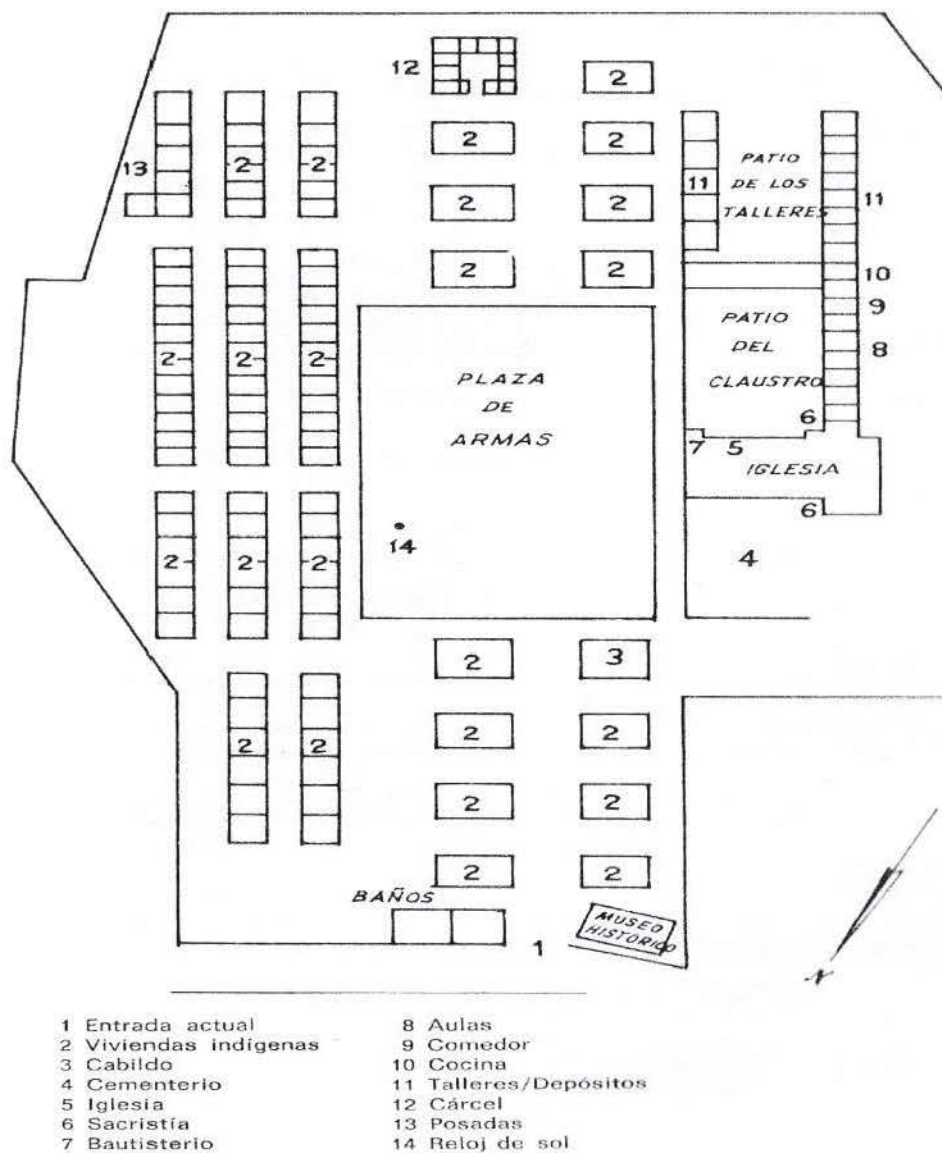 12
2
2
2
13
2
2
11
PATIO
DE LOS
TALLERES
11
2
2
2
2
10
9
2
2
2
PLAZA
DE
ARMAS
PATIO
DEL
CLAUSTRO
8
6
7
5
IGLESIA
6
14
2
2
2
4
2
3
2
2
2
2
2
2
2
2
BAÑOS
MUSEO
HISTORICO
1
N
1 Entrada actual
2 Viviendas indígenas
3 Cabildo
4 Cementerio
5 Iglesia
6 Sacristía
7 Bautisterio
8 Aulas
9 Comedor
10 Cocina
11 Talleres/Depósitos
12 Cárcel
13 Posadas
14 Reloj de sol